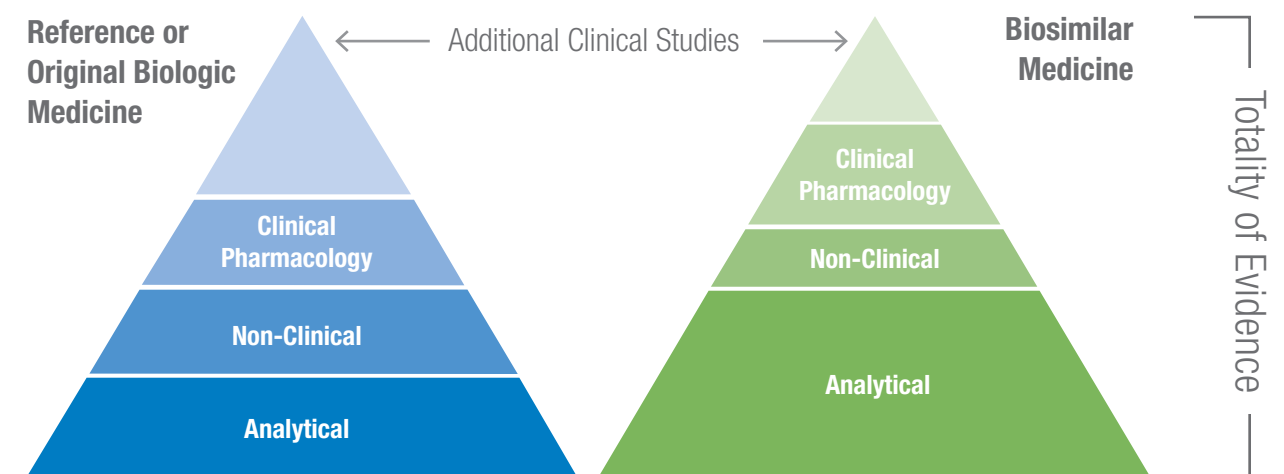 Reference or
Original Biologic
Medicine
Additional Clinical Studies
Biosimilar
Medicine
Clinical
Pharmacology
Non-Clinical
Analytical
Clinical
Pharmacology
Non-Clinical
Analytical
Totality of Evidence